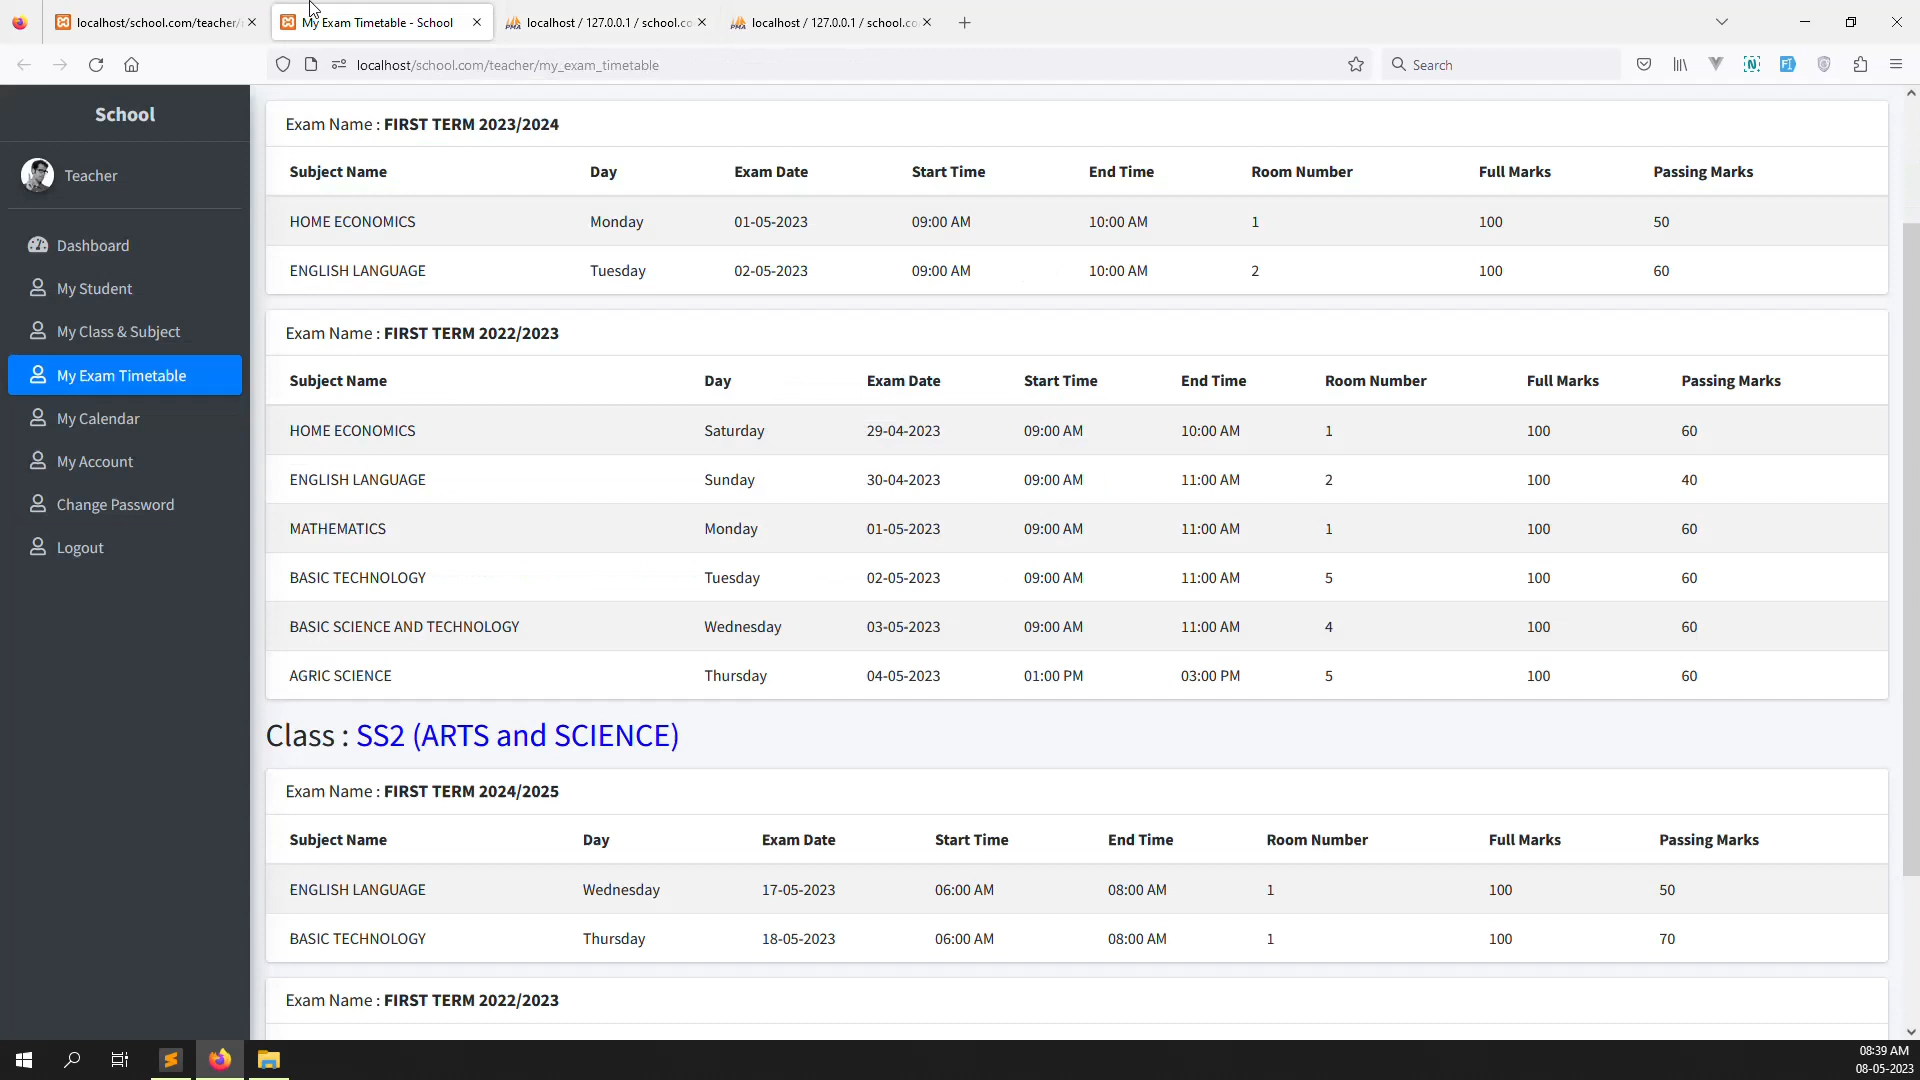 localhost/school.com/teacher/
My Exam Timetable - School
localhost / 127.0.0.1 / school.co
localhost / 127.0.0.1 / school.co
localhost/school.com/teacher/my_exam_timetable
Search
School
Teacher
Dashboard
My Student
My Class & Subject
My Exam Timetable
My Calendar
My Account
Change Password
Logout
Exam Name : FIRST TERM 2023/2024
Subject Name Day Exam Date Start Time End Time Room Number Full Marks Passing Marks
HOME ECONOMICS Monday 01-05-2023 09:00 AM 10:00 AM 1 100 50
ENGLISH LANGUAGE Tuesday 02-05-2023 09:00 AM 10:00 AM 2 100 60
Exam Name : FIRST TERM 2022/2023
Subject Name Day Exam Date Start Time End Time Room Number Full Marks Passing Marks
HOME ECONOMICS Saturday 29-04-2023 09:00 AM 10:00 AM 1 100 60
ENGLISH LANGUAGE Sunday 30-04-2023 09:00 AM 11:00 AM 2 100 40
MATHEMATICS Monday 01-05-2023 09:00 AM 11:00 AM 1 100 60
BASIC TECHNOLOGY Tuesday 02-05-2023 09:00 AM 11:00 AM 5 100 60
BASIC SCIENCE AND TECHNOLOGY Wednesday 03-05-2023 09:00 AM 11:00 AM 4 100 60
AGRIC SCIENCE Thursday 04-05-2023 01:00 PM 03:00 PM 5 100 60
Class : SS2 (ARTS and SCIENCE)
Exam Name : FIRST TERM 2024/2025
Subject Name Day Exam Date Start Time End Time Room Number Full Marks Passing Marks
ENGLISH LANGUAGE Wednesday 17-05-2023 06:00 AM 08:00 AM 1 100 50
BASIC TECHNOLOGY Thursday 18-05-2023 06:00 AM 08:00 AM 1 100 70
Exam Name : FIRST TERM 2022/2023
08:39 AM
08-05-2023